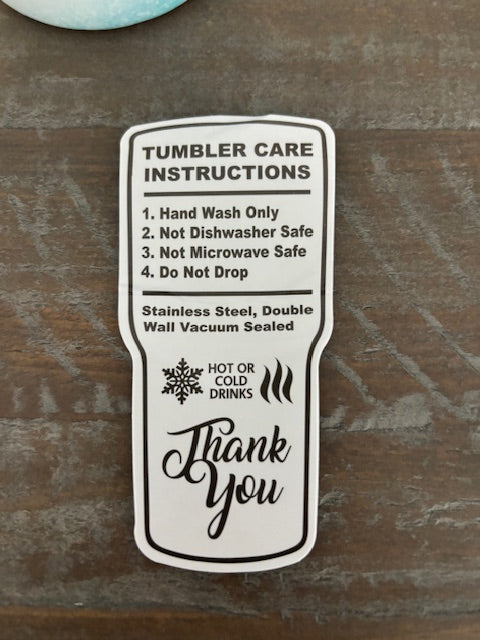 TUMBLER CARE
INSTRUCTIONS
1. Hand Wash Only
2. Not Dishwasher Safe
3. Not Microwave Safe
4. Do Not Drop
Stainless Steel, Double
Wall Vacuum Sealed
HOT OR
COLD
DRINKS
Thank
You